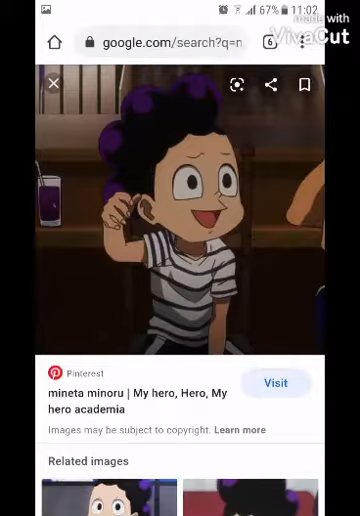 67% 11:02
made with
VivaCut
google.com/search?q=n
6
Pinterest
mineta minoru | My hero, Hero, My
hero academia
Visit
Images may be subject to copyright. Learn more
Related images